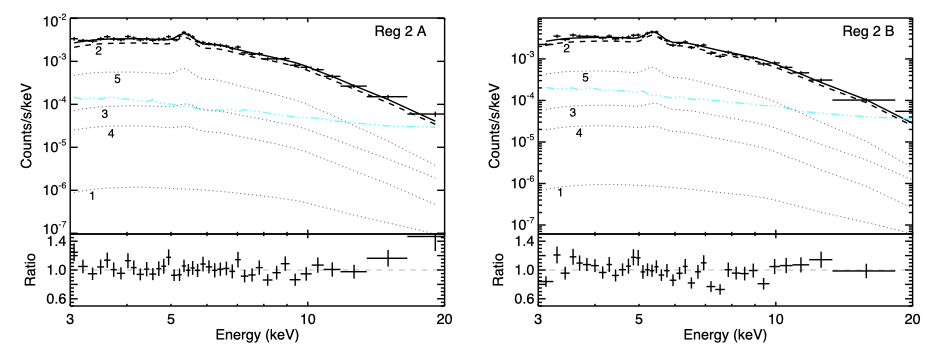 Reg 2 A
Counts/s/keV
10⁻²
10⁻³
10⁻⁴
10⁻⁵
10⁻⁶
10⁻⁷
2
5
3
4
1
Ratio
1.4
1.0
0.6
3 5 10 20
Energy (keV)
Reg 2 B
Counts/s/keV
10⁻³
10⁻⁴
10⁻⁵
10⁻⁶
10⁻⁷
2
5
3
4
1
Ratio
1.4
1.0
0.6
3 5 10 20
Energy (keV)